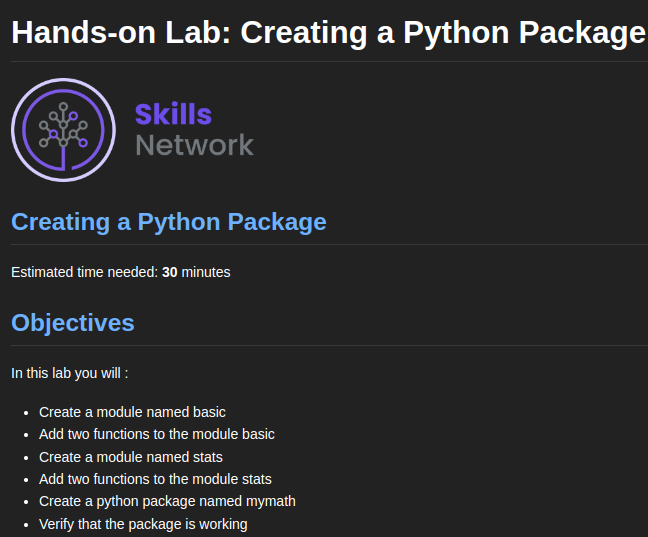 Hands-on Lab: Creating a Python Package
Skills
Network
Creating a Python Package
Estimated time needed: 30 minutes
Objectives
In this lab you will :
• Create a module named basic
• Add two functions to the module basic
• Create a module named stats
• Add two functions to the module stats
• Create a python package named mymath
• Verify that the package is working